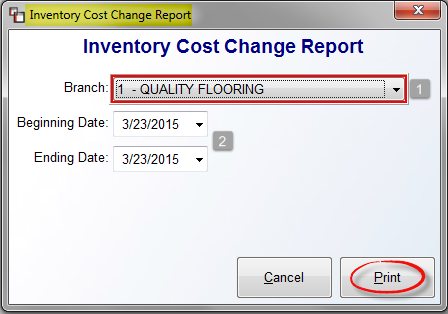 Inventory Cost Change Report
Inventory Cost Change Report
Branch: 1 - QUALITY FLOORING 1
Beginning Date: 3/23/2015
2
Ending Date: 3/23/2015
Cancel Print